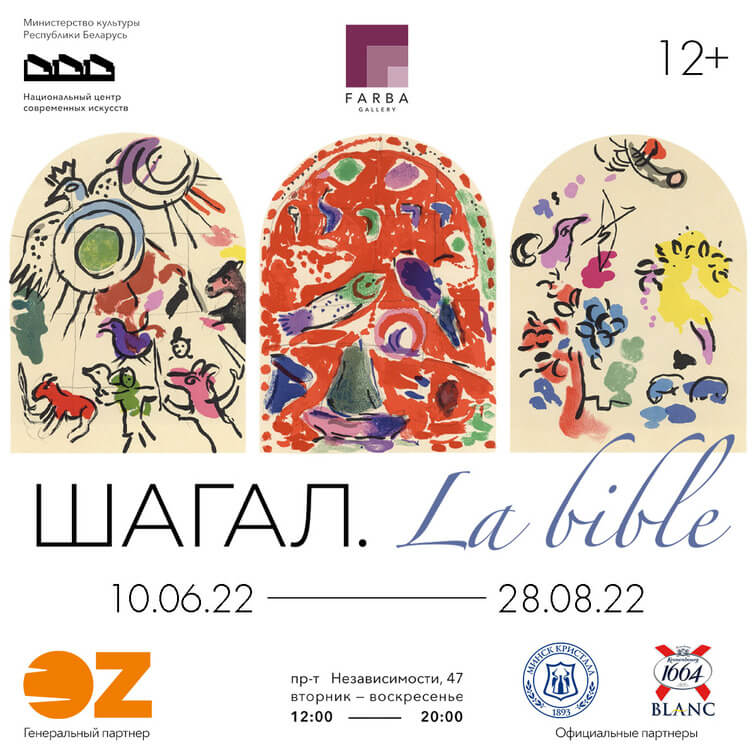 Министерство культуры
Республики Беларусь
Национальный центр
современных искусств
FARBA
GALLERY
12+
ШАГАЛ. La bible
10.06.22 — 28.08.22
OZ
Генеральный партнер
пр-т Независимости, 47
вторник – воскресенье
12:00 — 20:00
МИНСК КРИСТАЛЛ
1893
Kronenbourg
1664
BLANC
Официальные партнеры